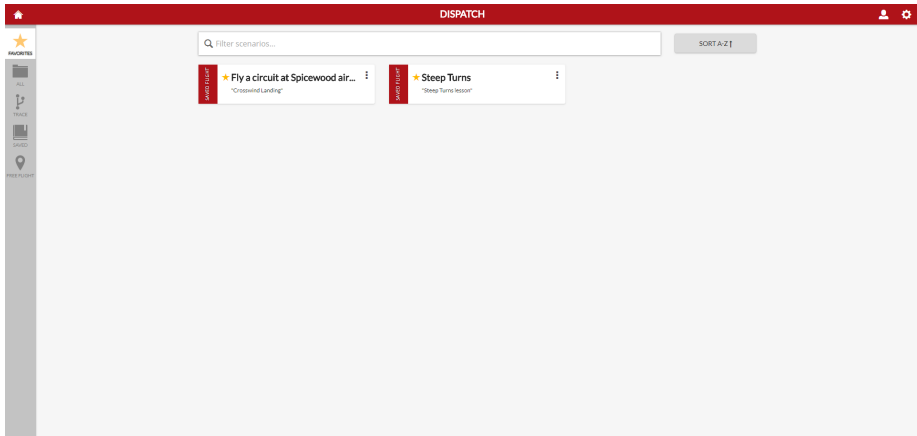 DISPATCH
FAVORITES
ALL
TRACK
SAVED
FREE FLIGHT
Filter scenarios...
SORT A-Z
SAVED FLIGHT
Fly a circuit at Spicewood air...
"Crosswind Landing"
SAVED FLIGHT
Steep Turns
"Steep Turns lesson"